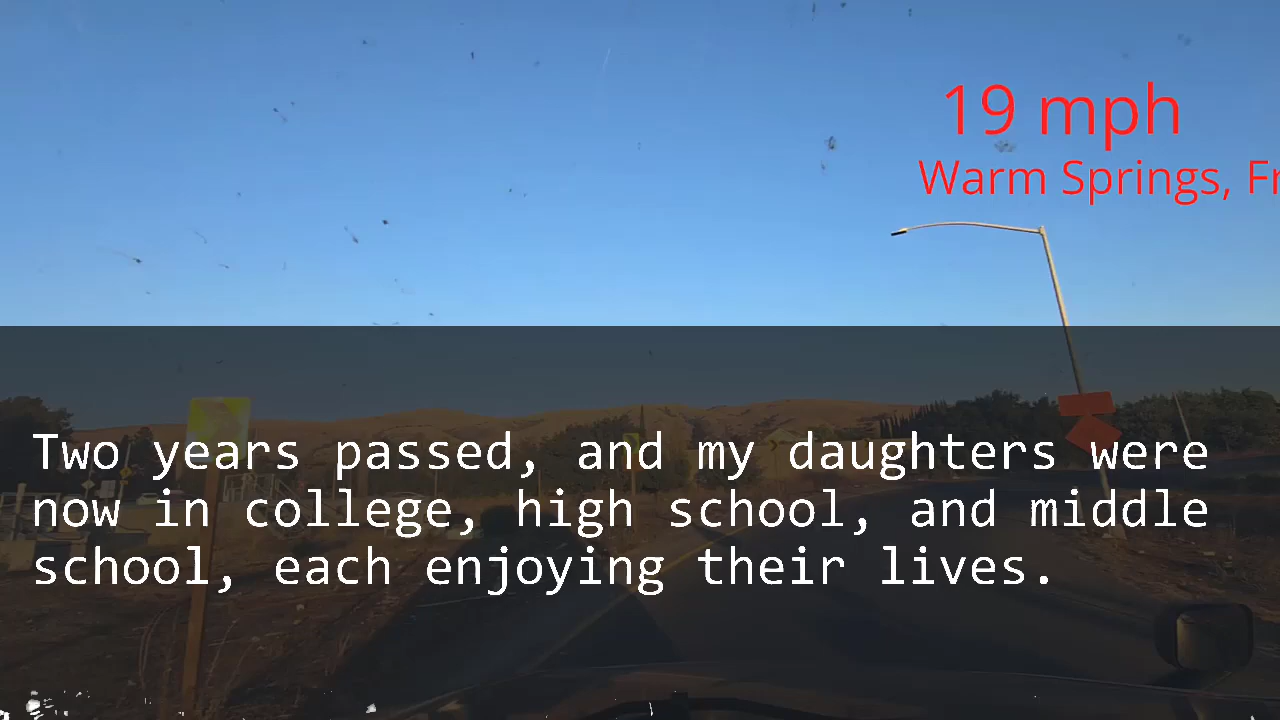 19 mph
Warm Springs, Fr
Two years passed, and my daughters were
now in college, high school, and middle
school, each enjoying their lives.